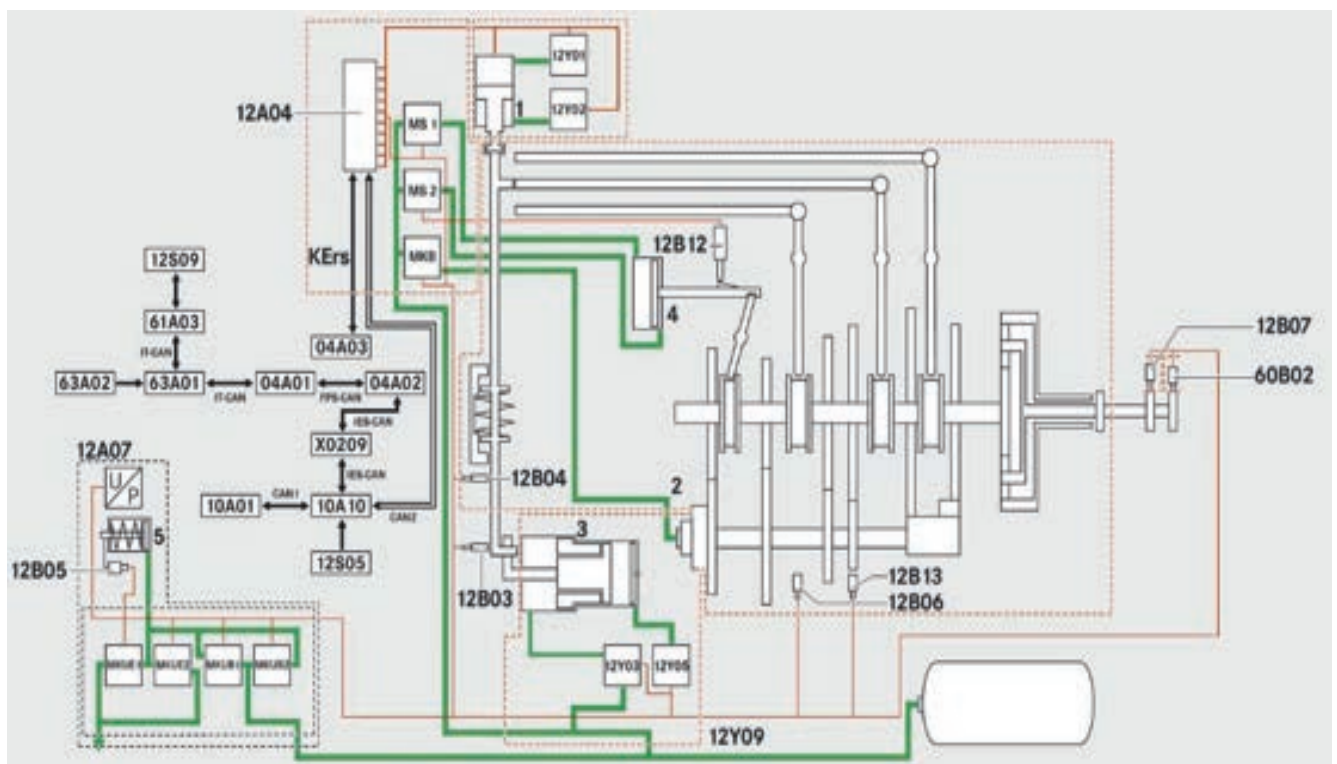 12Y01
12Y02
1
12A04
MS 1
MS 2
MKB
KErs
12B12
4
12S09
61A03
IT-CAN
04A03
63A02
63A01
IT-CAN
04A01
FPS-CAN
04A02
IES-CAN
X0209
IES-CAN
12A07
U
P
5
10A01
CAN1
10A10
CAN2
12S05
12B05
12B04
12B03
2
3
12B07
60B02
12B13
12B06
12Y03
12Y05
12Y09